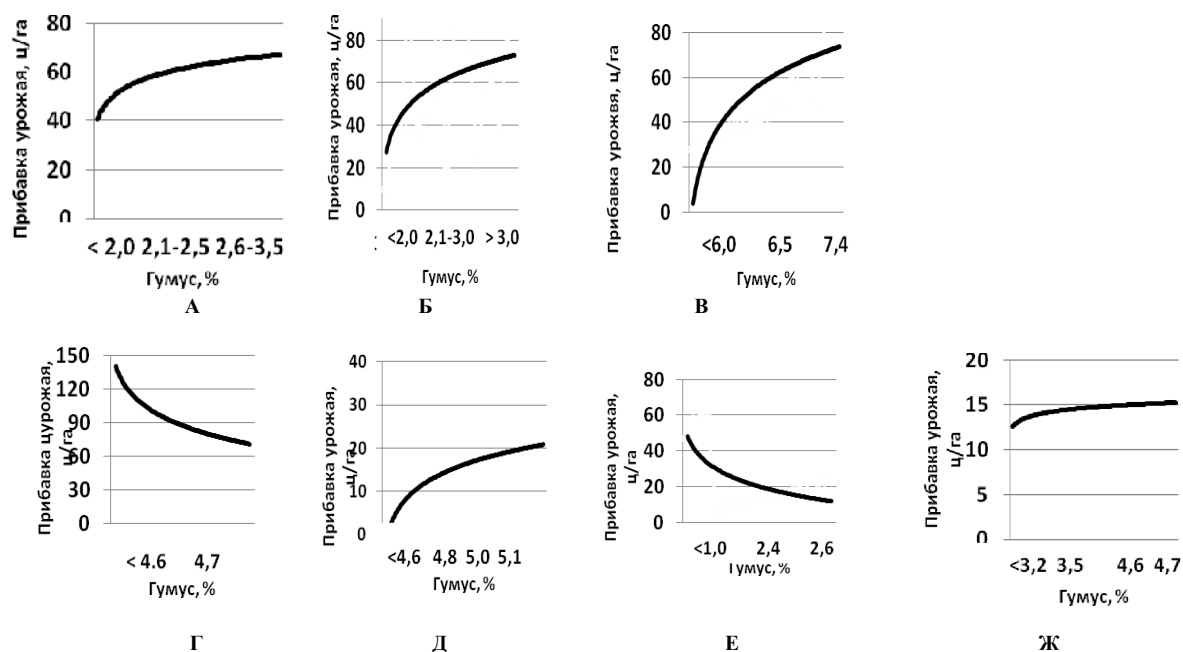 80
60
40
20
0
Прибавка урожая, ц/га
< 2,0 2,1-2,5 2,6-3,5
Гумус, %
А
80
60
40
20
0
Прибавка урожая, ц/га
<2,0 2,1-3,0 > 3,0
Гумус, %
Б
80
60
40
20
0
Прибавка урожвя, ц/га
<6,0 6,5 7,4
Гумус, %
В
150
120
90
60
30
0
Прибавка цурожая,
ц/га
< 4.6 4,7
Гумус, %
Г
40
30
20
10
0
Прибавка урожая,
ц/га
<4,6 4,8 5,0 5,1
Гумус, %
Д
80
60
40
20
0
Прибавка урожая,
ц/га
<1,0 2,4 2,6
Гумус, %
Е
20
15
10
5
0
Прибавка урожая,
ц/га
<3,2 3,5 4,6 4,7
Гумус, %
Ж